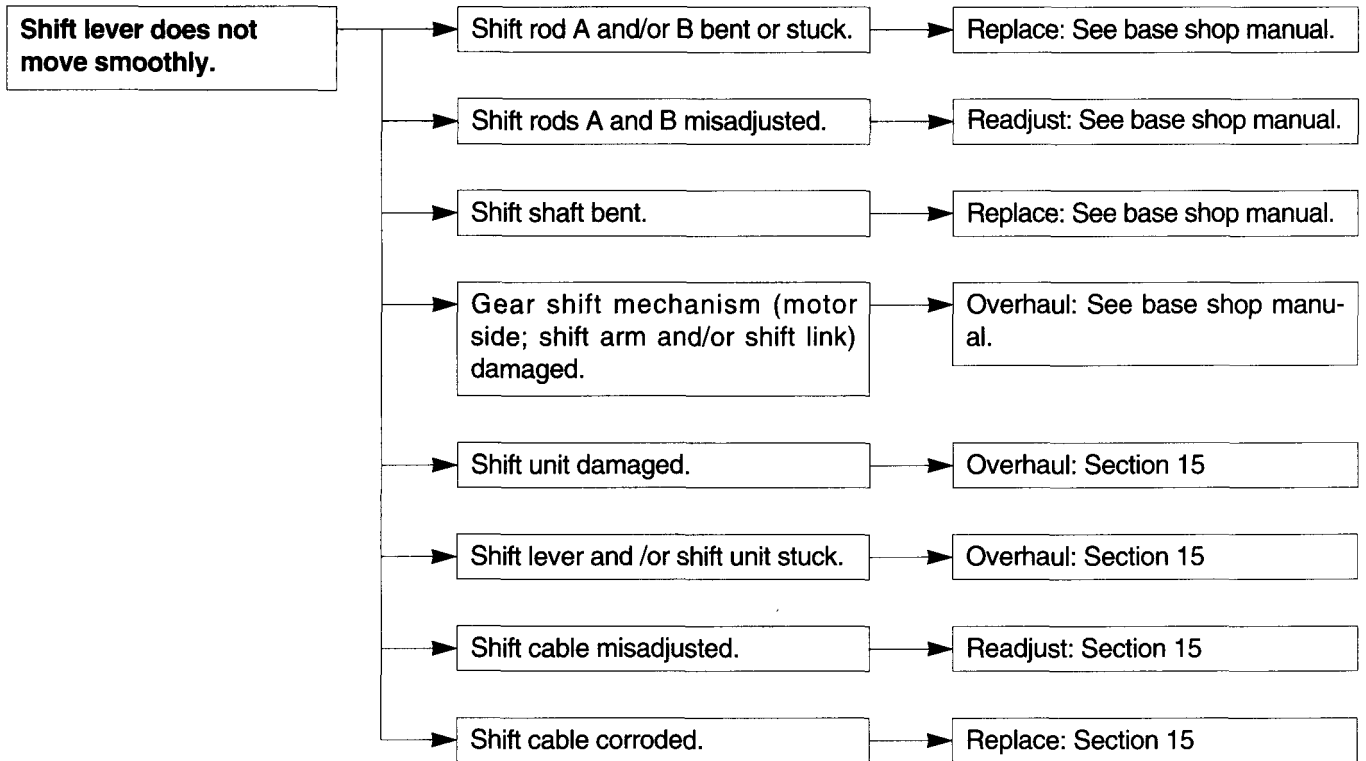 Shift lever does not
move smoothly.
Shift rod A and/or B bent or stuck.
Replace: See base shop manual.
Shift rods A and B misadjusted.
Readjust: See base shop manual.
Shift shaft bent.
Replace: See base shop manual.
Gear shift mechanism (motor
side; shift arm and/or shift link)
damaged.
Overhaul: See base shop manu-
al.
Shift unit damaged.
Overhaul: Section 15
Shift lever and /or shift unit stuck.
Overhaul: Section 15
Shift cable misadjusted.
Readjust: Section 15
Shift cable corroded.
Replace: Section 15